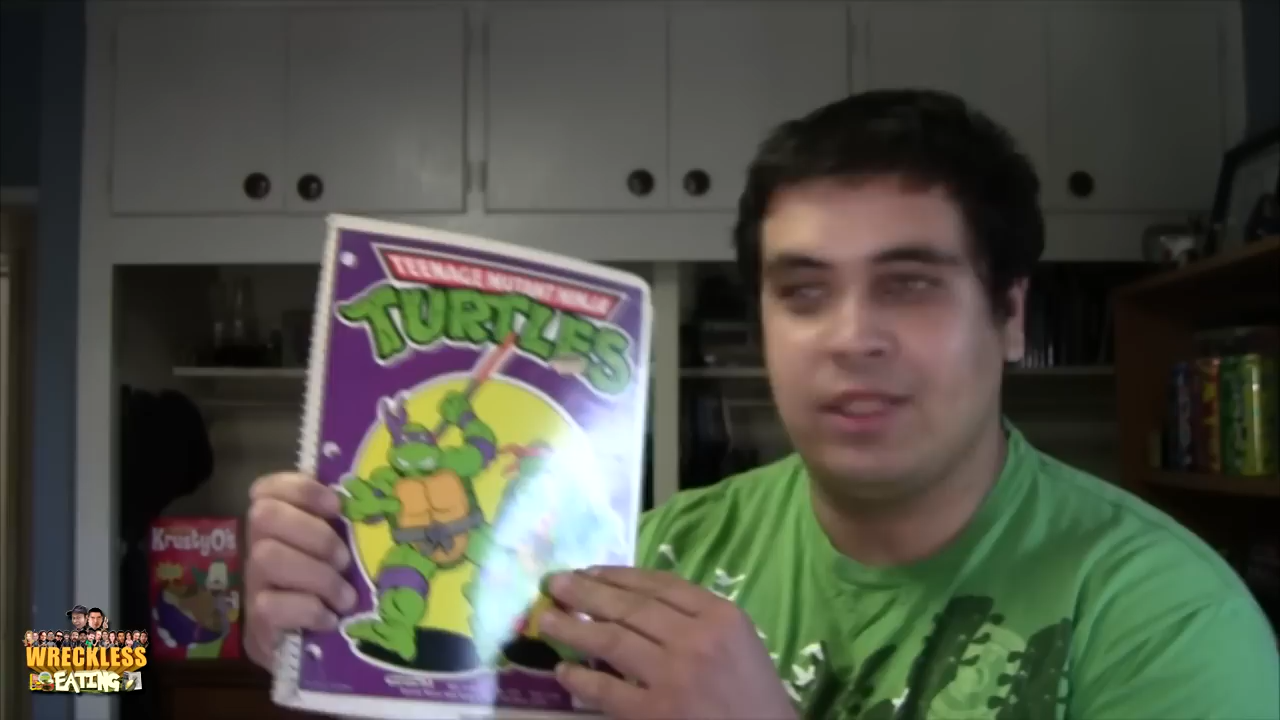 TEENAGE MUTANT NINJA
TURTLES
KrustyO's
WRECKLESS
EATING